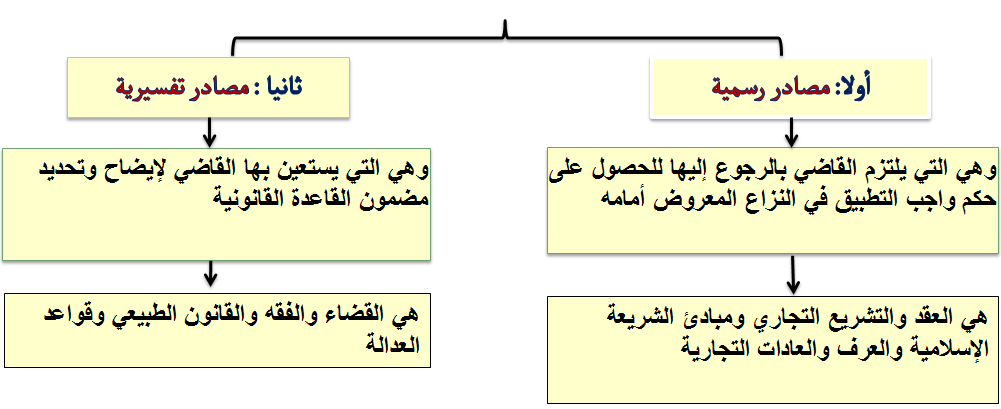 أولا: مصادر رسمية
وهي التي يلتزم القاضي بالرجوع إليها للحصول على
حكم واجب التطبيق في النزاع المعروض أمامه
هي العقد والتشريع التجاري ومبادئ الشريعة
الإسلامية والعرف والعادات التجارية
ثانيا : مصادر تفسيرية
وهي التي يستعين بها القاضي لإيضاح وتحديد
مضمون القاعدة القانونية
هي القضاء والفقه والقانون الطبيعي وقواعد
العدالة